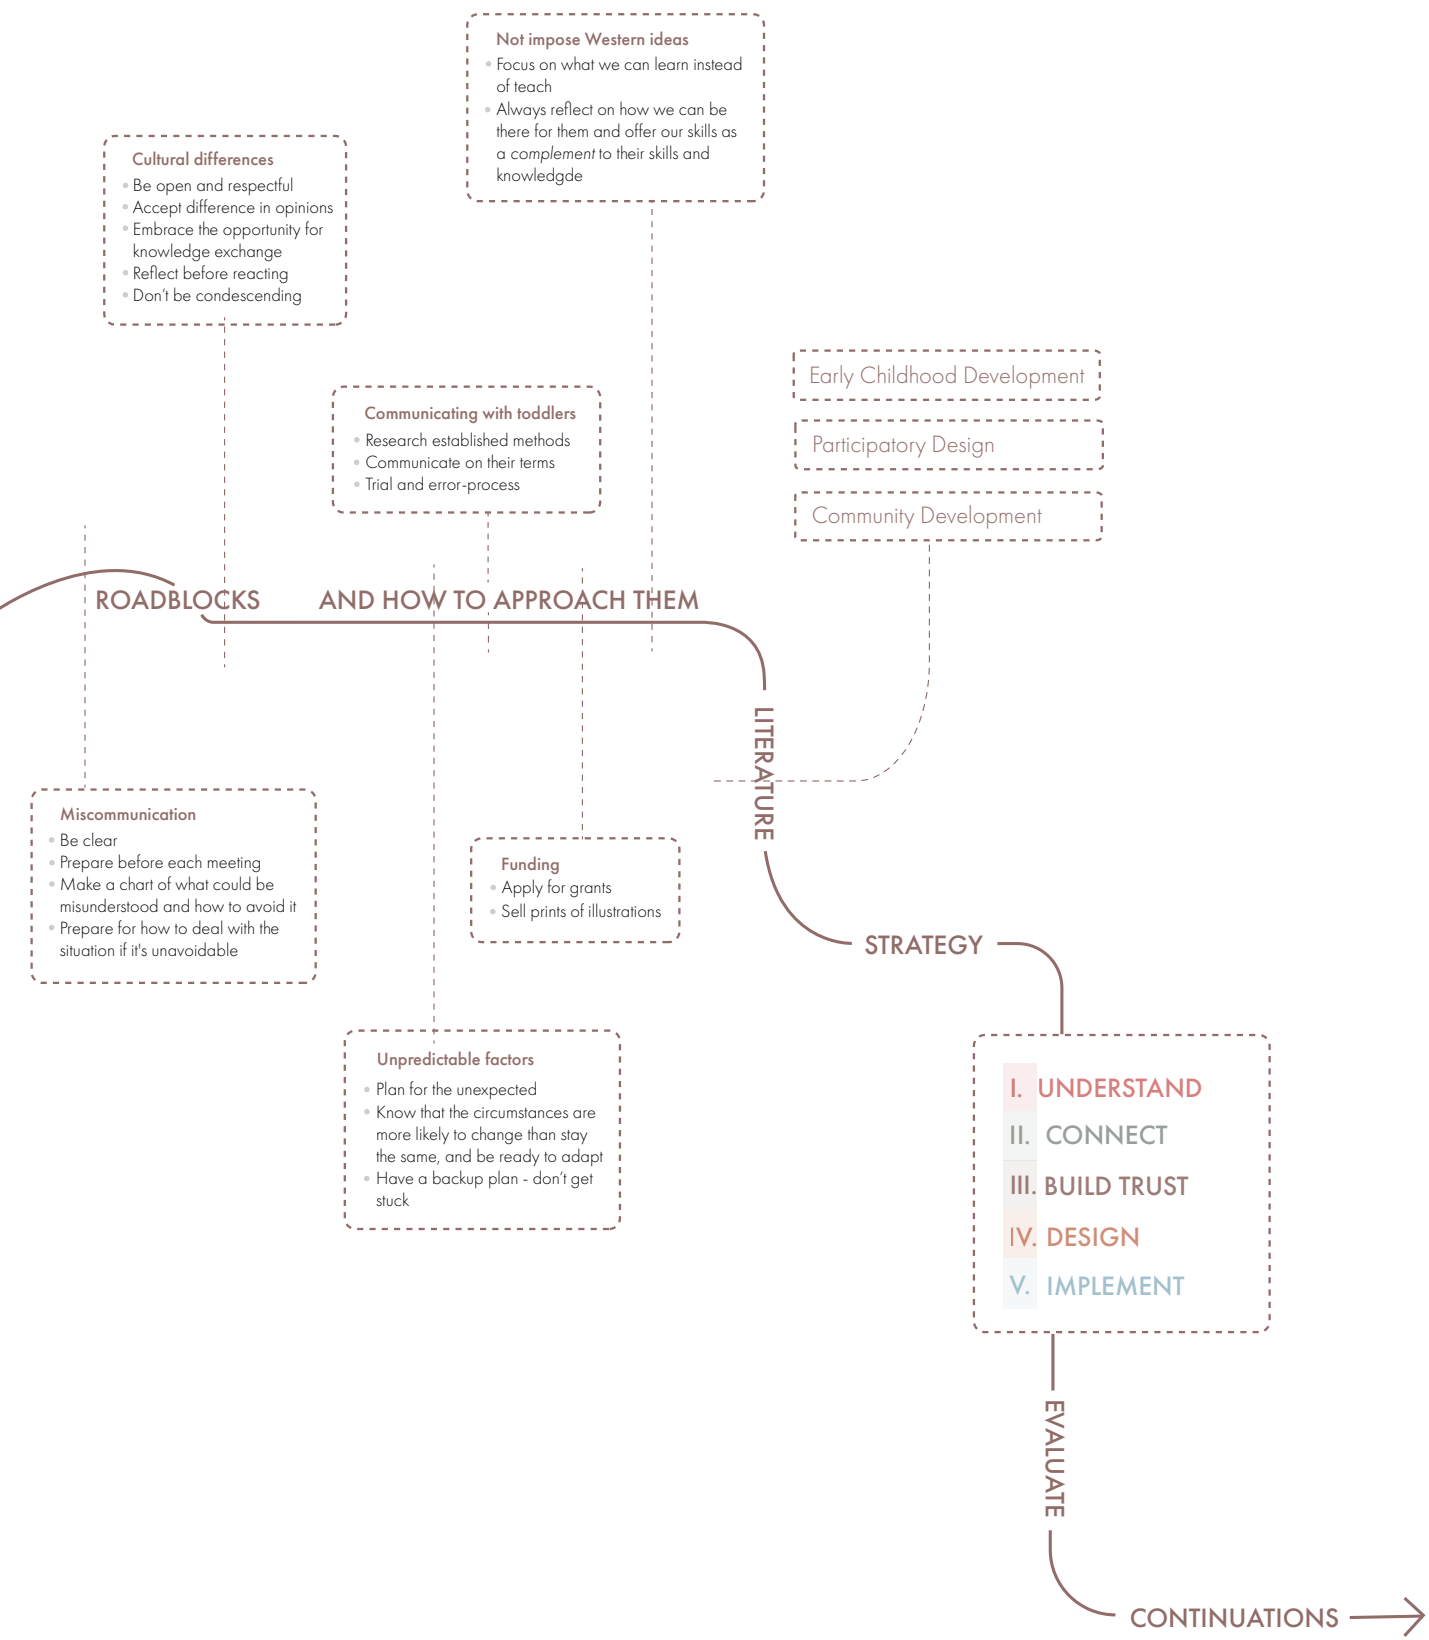 Not impose Western ideas
Focus on what we can learn instead
of teach
Always reflect on how we can be
there for them and offer our skills as
a complement to their skills and
knowledgde
Cultural differences
Be open and respectful
Accept difference in opinions
Embrace the opportunity for
knowledge exchange
Reflect before reacting
Don't be condescending
Communicating with toddlers
Research established methods
Communicate on their terms
Trial and error-process
Early Childhood Development
Participatory Design
Community Development
ROADBLOCKS AND HOW TO APPROACH THEM
LITERATURE
Miscommunication
Be clear
Prepare before each meeting
Make a chart of what could be
misunderstood and how to avoid it
Prepare for how to deal with the
situation if it's unavoidable
Funding
Apply for grants
Sell prints of illustrations
STRATEGY
Unpredictable factors
Plan for the unexpected
Know that the circumstances are
more likely to change than stay
the same, and be ready to adapt
Have a backup plan - don't get
stuck
I. UNDERSTAND
II. CONNECT
III. BUILD TRUST
IV. DESIGN
V. IMPLEMENT
EVALUATE
CONTINUATIONS